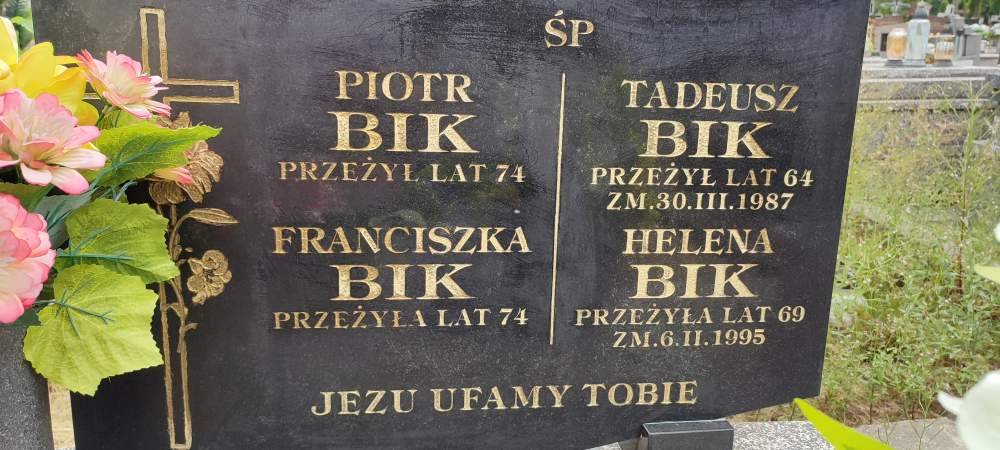 ŚP
PIOTR
BIK
PRZEŻYŁ LAT 74
FRANCISZKA
BIK
PRZEŻYŁA LAT 74
TADEUSZ
BIK
PRZEŻYŁ LAT 64
ZM.30.III.1987
HELENA
BIK
PRZEŻYŁA LAT 69
ZM.6.II.1995
JEZU UFAMY TOBIE